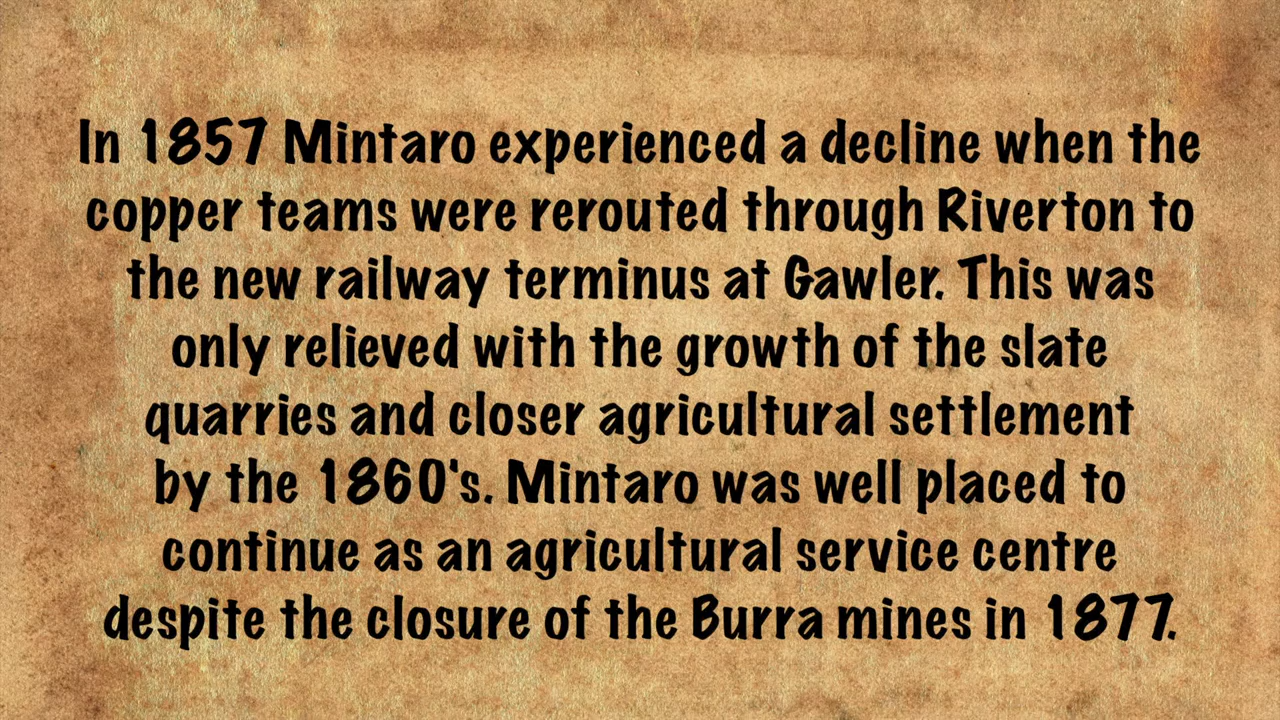 In 1857 Mintaro experienced a decline when the
copper teams were rerouted through Riverton to
the new railway terminus at Gawler. This was
only relieved with the growth of the slate
quarries and closer agricultural settlement
by the 1860's. Mintaro was well placed to
continue as an agricultural service centre
despite the closure of the Burra mines in 1877.